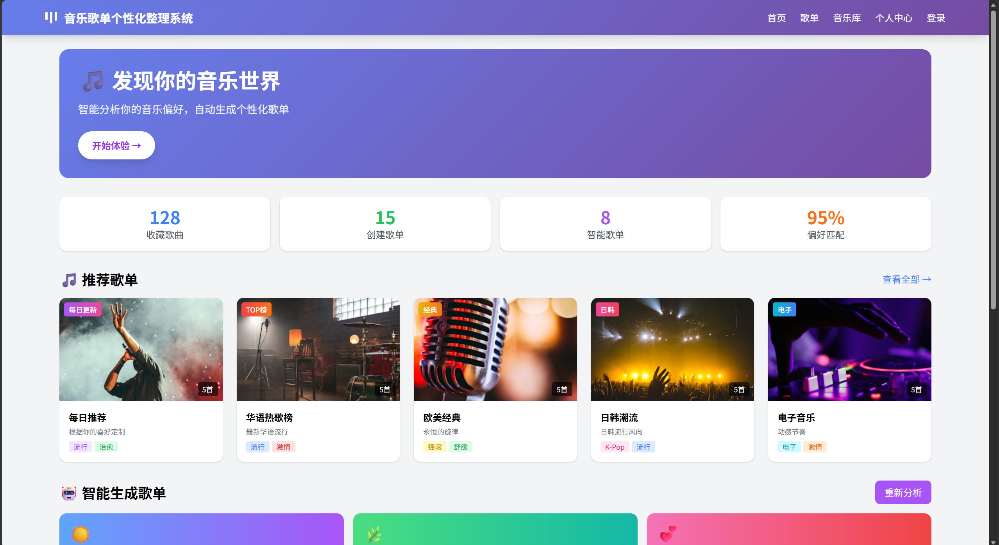 音乐歌单个性化整理系统
首页 歌单 音乐库 个人中心 登录
发现你的音乐世界
智能分析你的音乐偏好，自动生成个性化歌单
开始体验 →
128 15 8 95%
收藏歌曲 创建歌单 智能歌单 偏好匹配
推荐歌单 查看全部 →
每日更新 TOP榜 经典 日韩 电子
5首 5首 5首 5首 5首
每日推荐 华语热歌榜 欧美经典 日韩潮流 电子音乐
根据你的喜好定制 最新华语流行 永恒的旋律 日韩流行风向 动感节奏
流行 治愈 流行 激情 摇滚 舒缓 K-Pop 流行 电子 激情
智能生成歌单 重新分析